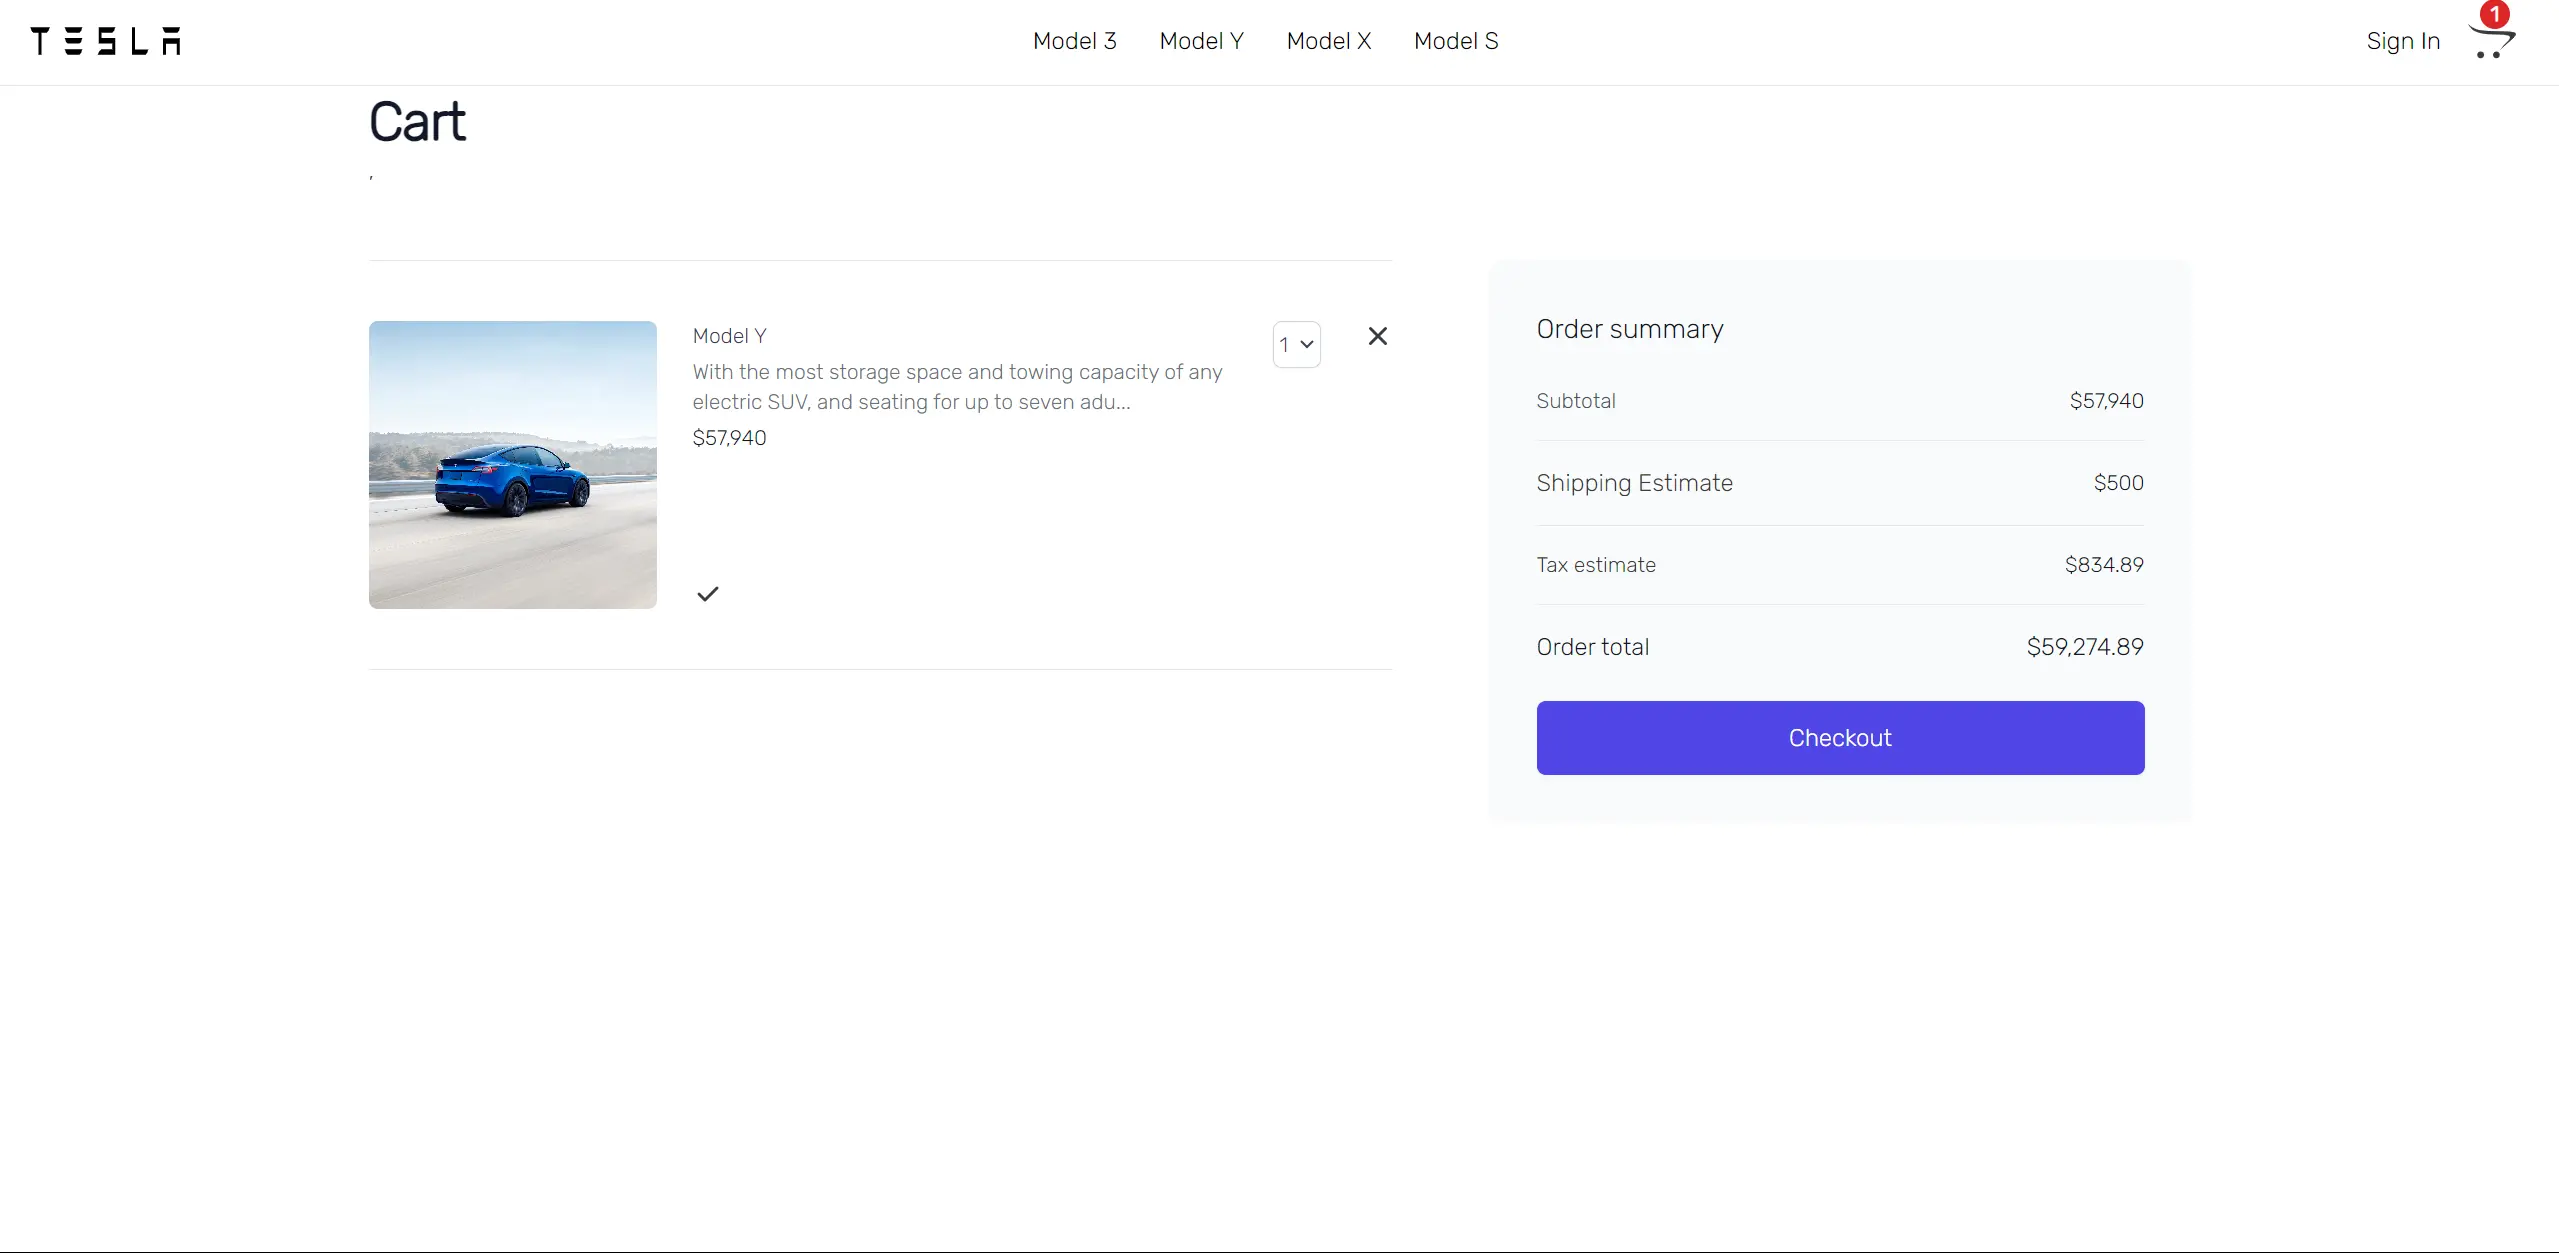 TESLA
Model 3
Model Y
Model X
Model S
Sign In
1
Cart
,
Model Y
With the most storage space and towing capacity of any
electric SUV, and seating for up to seven adu...
$57,940
1
Order summary
Subtotal
$57,940
Shipping Estimate
$500
Tax estimate
$834.89
Order total
$59,274.89
Checkout